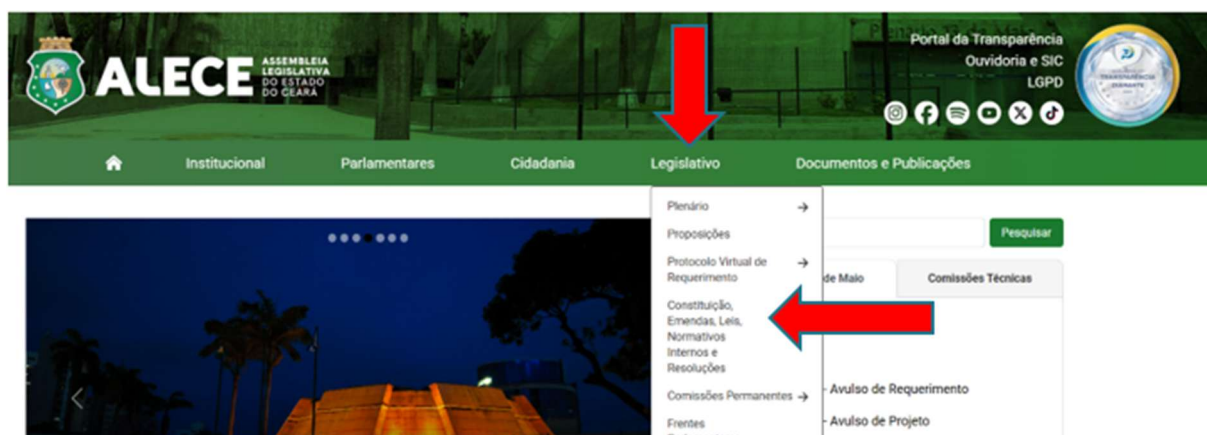 Portal da Transparência
Ouvidoria e SIC
LGPD
ALECE
ASSEMBLEIA
LEGISLATIVA
DO ESTADO
DO CEARÁ
TRANSPARÊNCIA
DIAMANTE
Institucional Parlamentares Cidadania Legislativo Documentos e Publicações
Plenário
Proposições
Protocolo Virtual de
Requerimento
Constituição,
Emendas, Leis,
Normativos
Internos e
Resoluções
Comissões Permanentes
Frentes
Pesquisar
de Maio Comissões Técnicas
- Avulso de Requerimento
- Avulso de Projeto